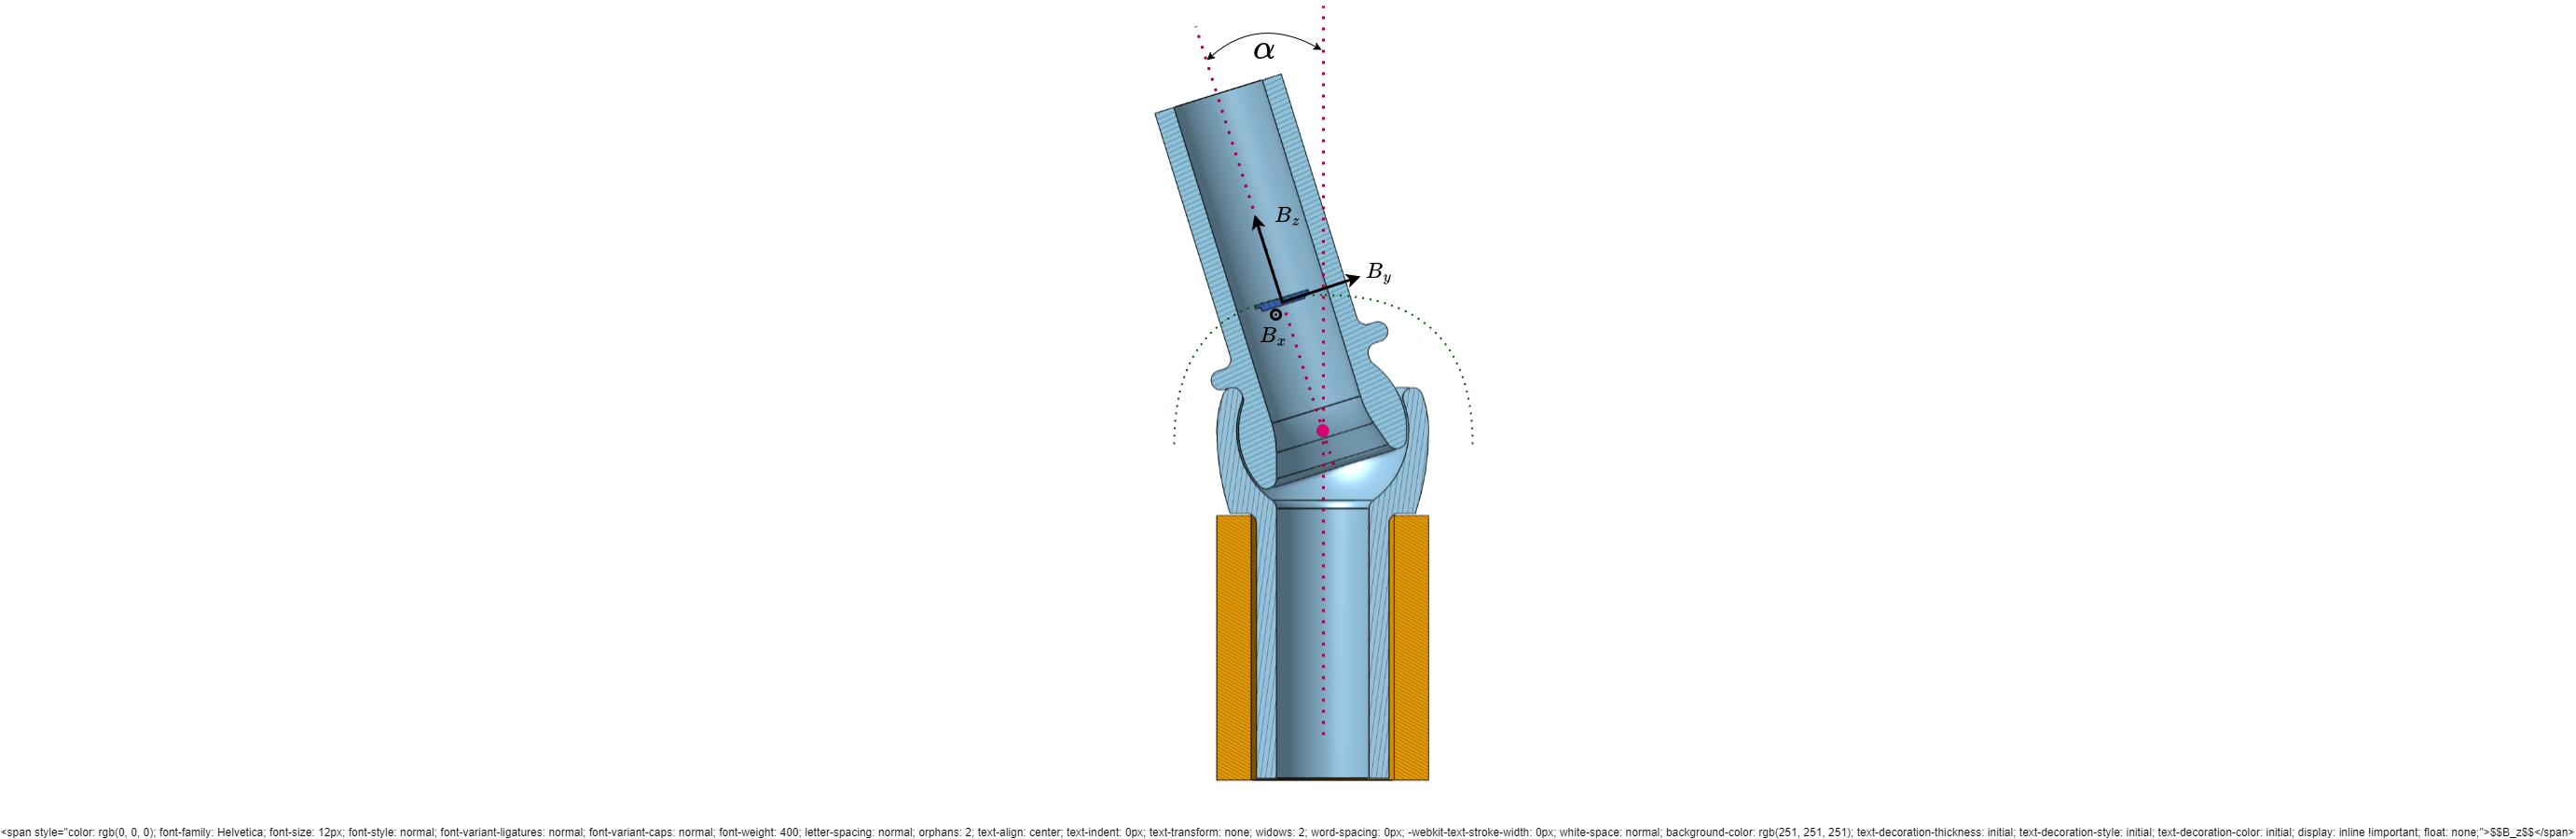 α
B_z
B_y
B_x
<span style="color: rgb(0, 0, 0); font-family: Helvetica; font-size: 12px; font-style: normal; font-variant-ligatures: normal; font-variant-caps: normal; font-weight: 400; letter-spacing: normal; orphans: 2; text-align: center; text-indent: 0px; text-transform: none; widows: 2; word-spacing: 0px; -webkit-text-stroke-width: 0px; white-space: normal; background-color: rgb(251, 251, 251); text-decoration-thickness: initial; text-decoration-style: initial; text-decoration-color: initial; display: inline !important; float: none;">$$B_z$$</span>